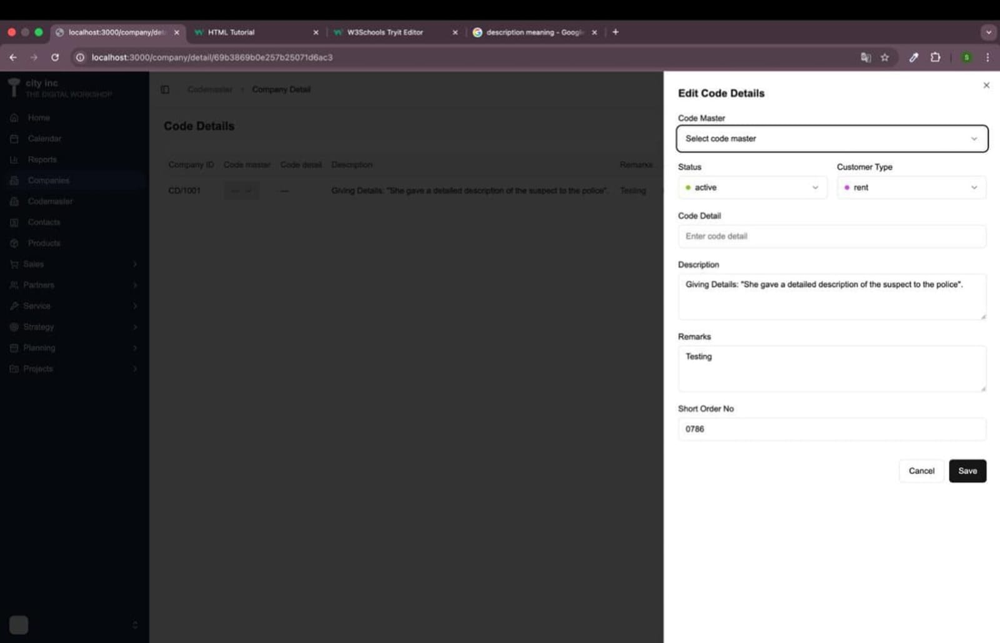 localhost:3000/company/det
HTML Tutorial
W3Schools Tryit Editor
description meaning - Google
localhost:3000/company/detail/69b3869b0e257b25071d6ac3
S
city inc
THE DIGITAL WORKSHOP
Home
Calendar
Reports
Companies
Codemaster
Contacts
Products
Sales
Partners
Service
Strategy
Planning
Projects
Codemaster > Company Detail
Code Details
Company ID Code master Code detail Description Remarks
CD/1001 — — Giving Details: "She gave a detailed description of the suspect to the police". Testing
Edit Code Details
Code Master
Select code master
Status Customer Type
active rent
Code Detail
Enter code detail
Description
Giving Details: "She gave a detailed description of the suspect to the police".
Remarks
Testing
Short Order No
0786
Cancel Save